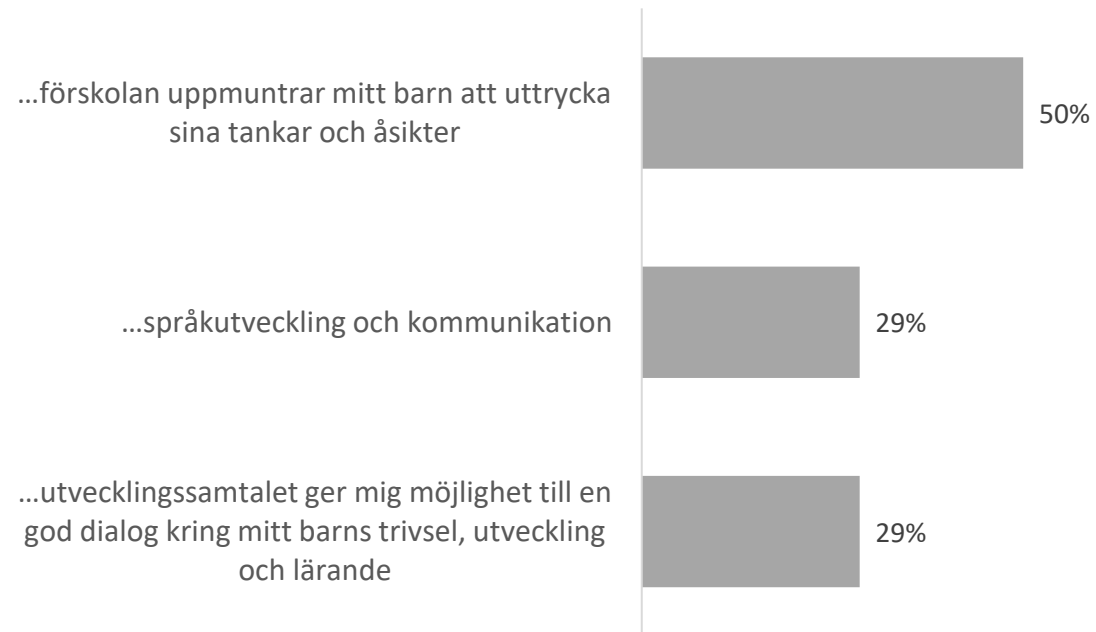 ...förskolan uppmuntrar mitt barn att uttrycka
sina tankar och åsikter
50%
...språkutveckling och kommunikation
29%
...utvecklingssamtalet ger mig möjlighet till en
god dialog kring mitt barns trivsel, utveckling
och lärande
29%